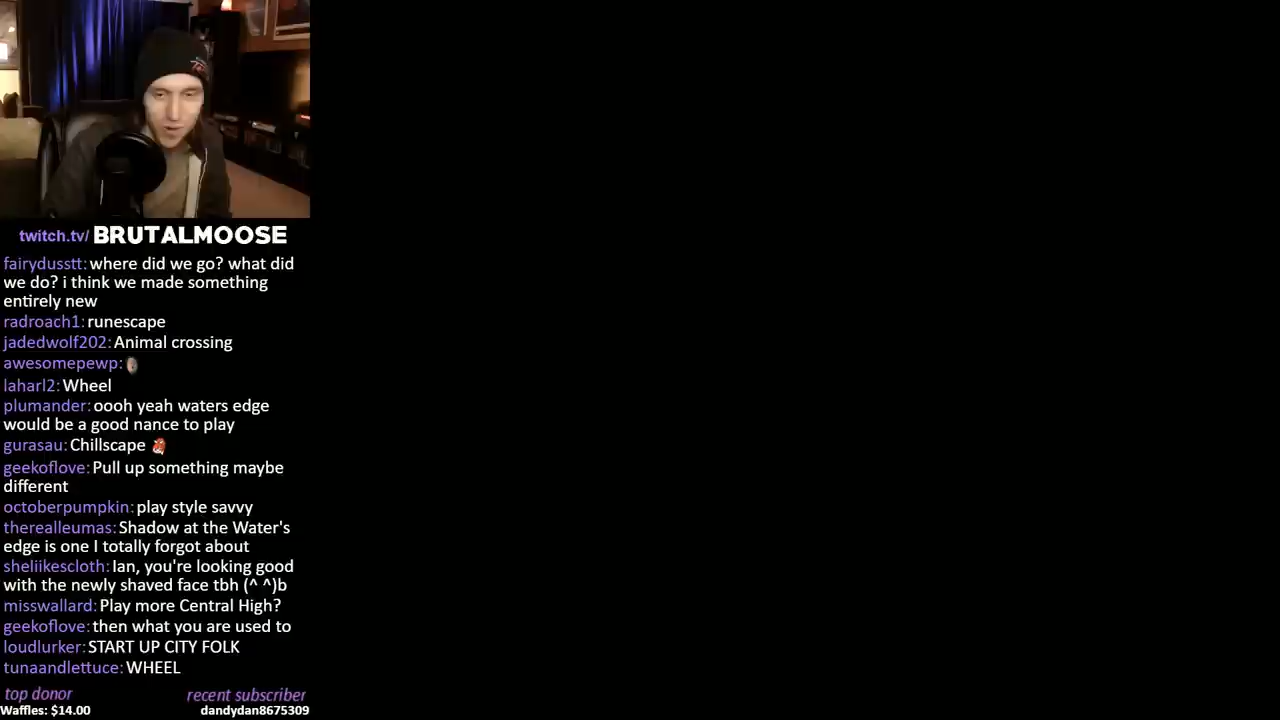 twitch.tv/ BRUTALMOOSE
fairydusstt: where did we go? what did
we do? i think we made something
entirely new
radroach1: runescape
jadedwolf202: Animal crossing
awesomepewp:
laharl2: Wheel
plumander: oooh yeah waters edge
would be a good nance to play
gurasau: Chillscape
geekoflove: Pull up something maybe
different
octoberpumpkin: play style savvy
therealleumas: Shadow at the Water's
edge is one I totally forgot about
sheliikescloth: Ian, you're looking good
with the newly shaved face tbh (^ ^)b
misswallard: Play more Central High?
geekoflove: then what you are used to
loudlurker: START UP CITY FOLK
tunaandlettuce: WHEEL
top donor recent subscriber
Waffles: $14.00 dandydan8675309